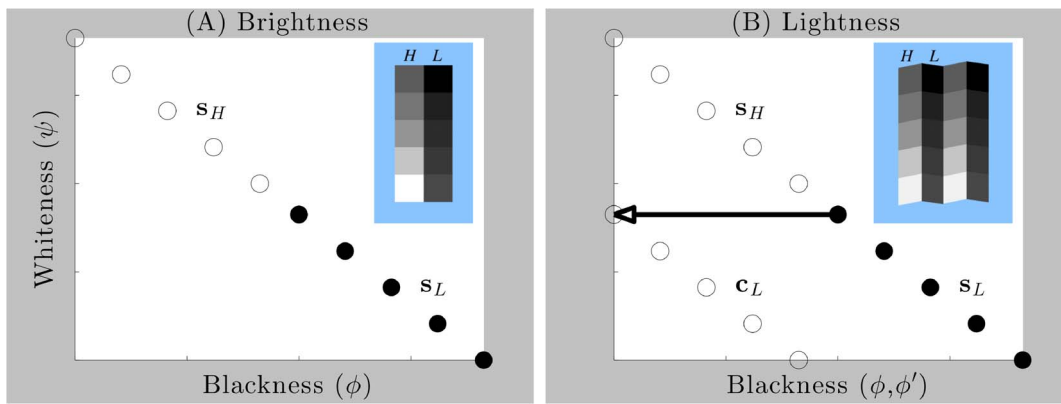 (A) Brightness
H L
s_H
s_L
Whiteness (ψ)
Blackness (ϕ)
(B) Lightness
H L
s_H
c_L
s_L
Blackness (ϕ,ϕ′)